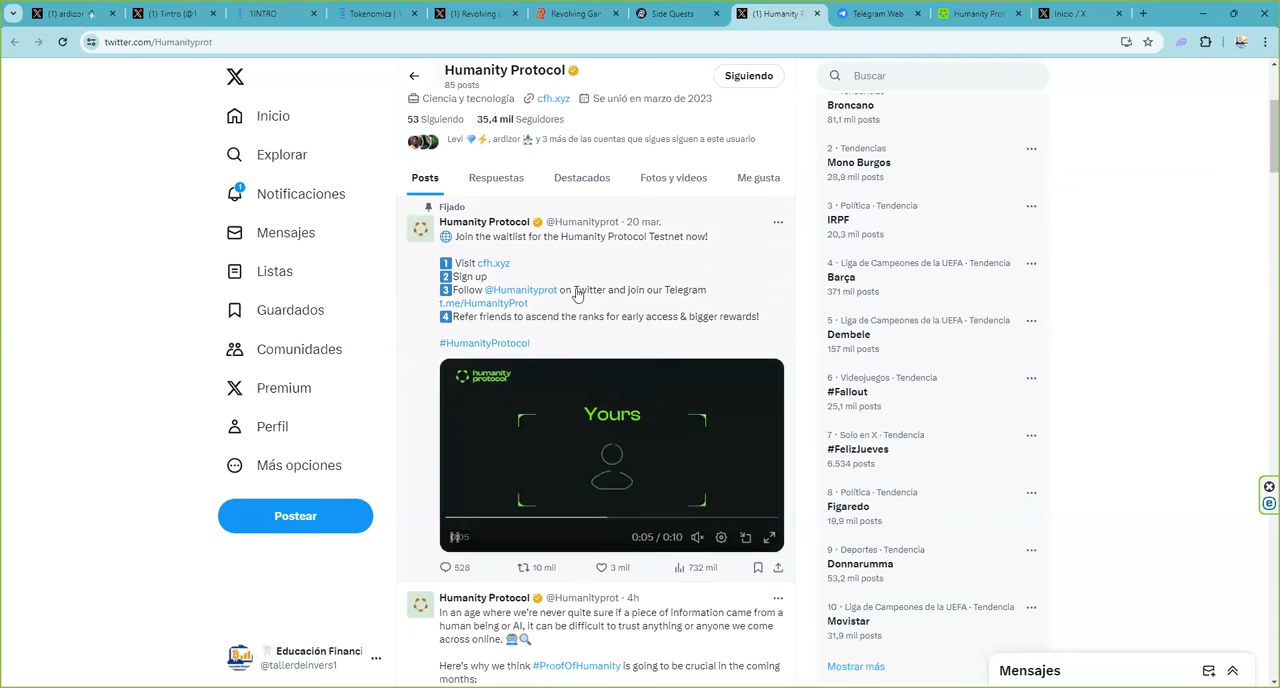 (1) ardizor
(1) 1intro (@1
1INTRO
Tokenomics | 1
(1) Revolving G
Revolving Gar
Side Quests
(1) Humanity P
Telegram Web
Humanity Prot
Inicio / X
twitter.com/Humanityprot
Humanity Protocol
85 posts
Siguiendo
Ciencia y tecnología cfh.xyz Se unió en marzo de 2023
53 Siguiendo 35,4 mil Seguidores
Levi 💎⚡, ardizor y 3 más de las cuentas que sigues siguen a este usuario
Posts Respuestas Destacados Fotos y videos Me gusta
Fijado
Humanity Protocol @Humanityprot · 20 mar.
🌐 Join the waitlist for the Humanity Protocol Testnet now!
1 Visit cfh.xyz
2 Sign up
3 Follow @Humanityprot on Twitter and join our Telegram
t.me/HumanityProt
4 Refer friends to ascend the ranks for early access & bigger rewards!
#HumanityProtocol
humanity
protocol
Yours
0:05
0:05 / 0:10
528 10 mil 3 mil 732 mil
Humanity Protocol @Humanityprot · 4h
In an age where we're never quite sure if a piece of information came from a
human being or AI, it can be difficult to trust anything or anyone we come
across online.
Here's why we think #ProofOfHumanity is going to be crucial in the coming
months:
Inicio
Explorar
1
Notificaciones
Mensajes
Listas
Guardados
Comunidades
Premium
Perfil
Más opciones
Postear
Educación Financi
@tallerdeinvers1
Buscar
Broncano
81,1 mil posts
2 · Tendencias
Mono Burgos
28,9 mil posts
3 · Política · Tendencia
IRPF
20,3 mil posts
4 · Liga de Campeones de la UEFA · Tendencia
Barça
371 mil posts
5 · Liga de Campeones de la UEFA · Tendencia
Dembele
157 mil posts
6 · Videojuegos · Tendencia
#Fallout
25,1 mil posts
7 · Solo en X · Tendencia
#FelizJueves
6.534 posts
8 · Política · Tendencia
Figaredo
19,9 mil posts
9 · Deportes · Tendencia
Donnarumma
53,2 mil posts
10 · Liga de Campeones de la UEFA · Tendencia
Movistar
31,9 mil posts
Mostrar más
Mensajes